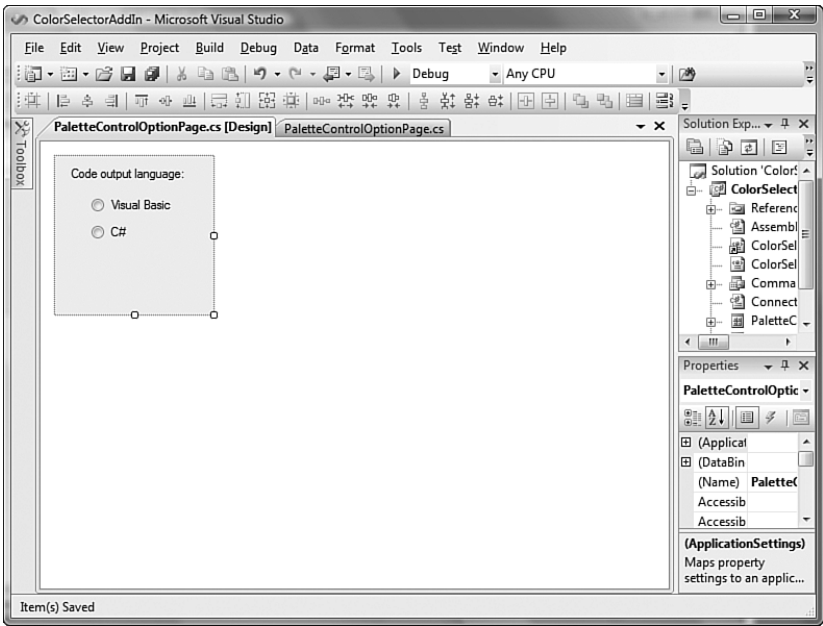 ColorSelectorAddIn - Microsoft Visual Studio
File Edit View Project Build Debug Data Format Tools Test Window Help
Debug Any CPU
Toolbox
PaletteControlOptionPage.cs [Design] PaletteControlOptionPage.cs
Code output language:
Visual Basic
C#
Solution Exp...
Solution 'ColorS
ColorSelect
Referenc
Assembl
ColorSel
ColorSel
Comma
Connect
PaletteC
Properties
PaletteControlOptio
(Applicat
(DataBin
(Name) PaletteC
Accessib
Accessib
(ApplicationSettings)
Maps property
settings to an applic...
Item(s) Saved